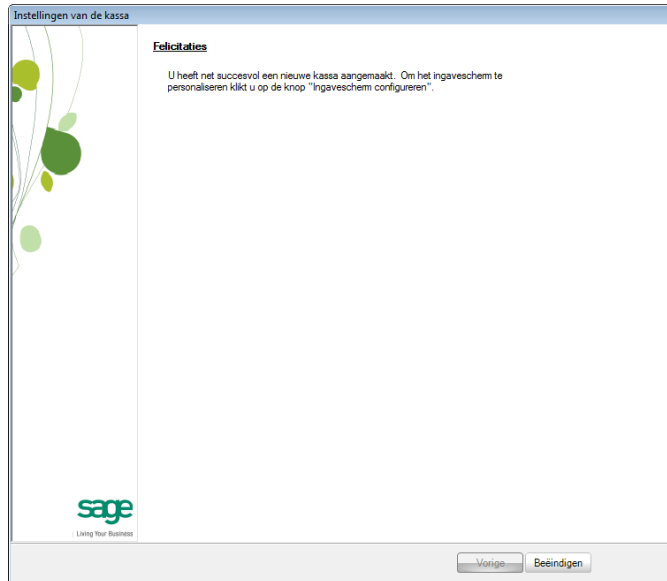 Instellingen van de kassa
Felicitaties
U heeft net succesvol een nieuwe kassa aangemaakt. Om het ingavescherm te
personaliseren klikt u op de knop "Ingavescherm configureren".
sage
Living Your Business
Vorige
Beëindigen